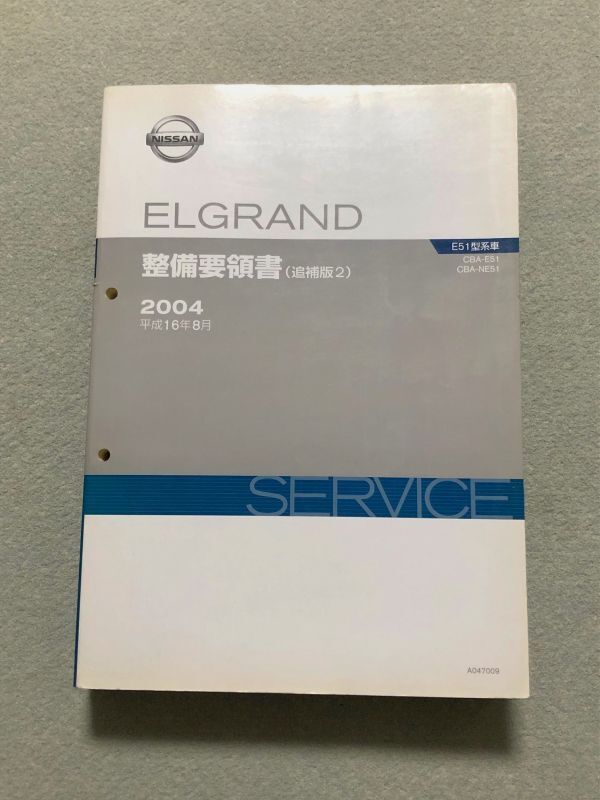 NISSAN
ELGRAND
E51型系車
CBA-E51
CBA-NE51
整備要領書(追補版2)
2004
平成16年8月
SERVICE
A047009